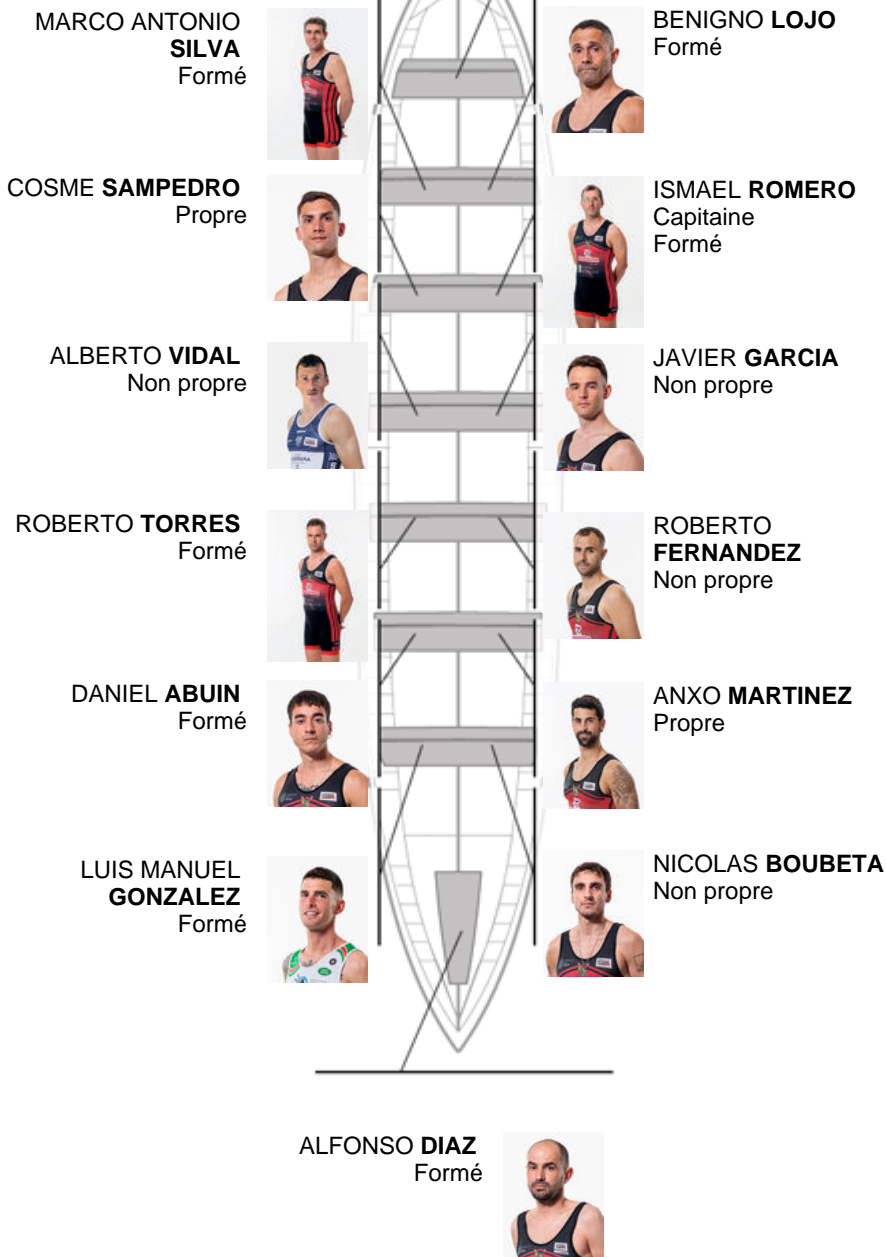 MARCO ANTONIO
SILVA
Formé
BENIGNO LOJO
Formé
COSME SAMPEDRO
Propre
ISMAEL ROMERO
Capitaine
Formé
ALBERTO VIDAL
Non propre
JAVIER GARCIA
Non propre
ROBERTO TORRES
Formé
ROBERTO
FERNANDEZ
Non propre
DANIEL ABUIN
Formé
ANXO MARTINEZ
Propre
LUIS MANUEL
GONZALEZ
Formé
NICOLAS BOUBETA
Non propre
ALFONSO DIAZ
Formé